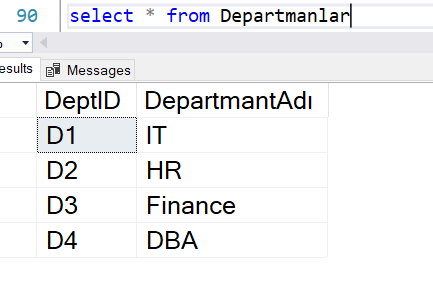 90 select * from Departmanlar
esults Messages
DeptID DepartmantAdı
D1 IT
D2 HR
D3 Finance
D4 DBA